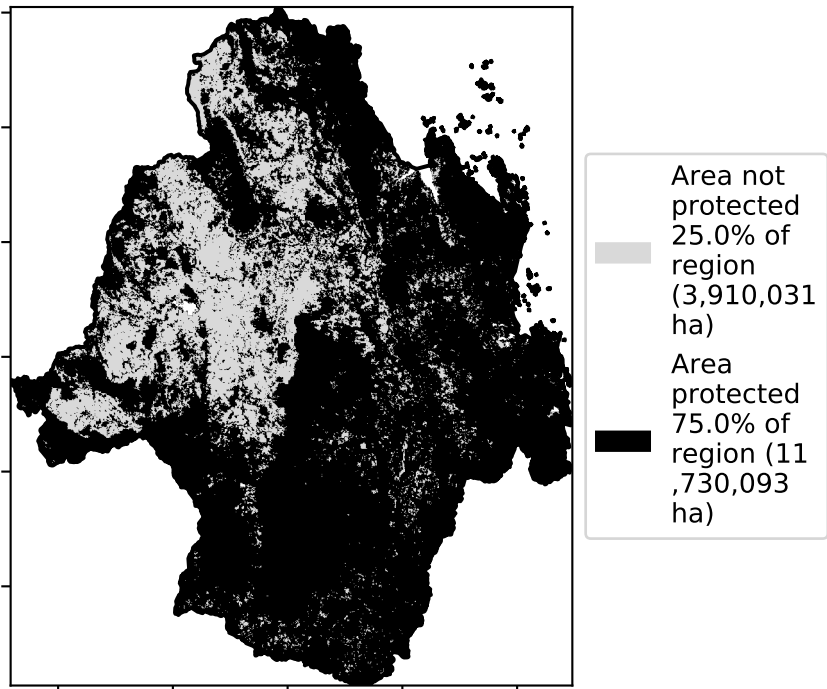 Area not
protected
25.0% of
region
(3,910,031
ha)
Area
protected
75.0% of
region (11
,730,093
ha)